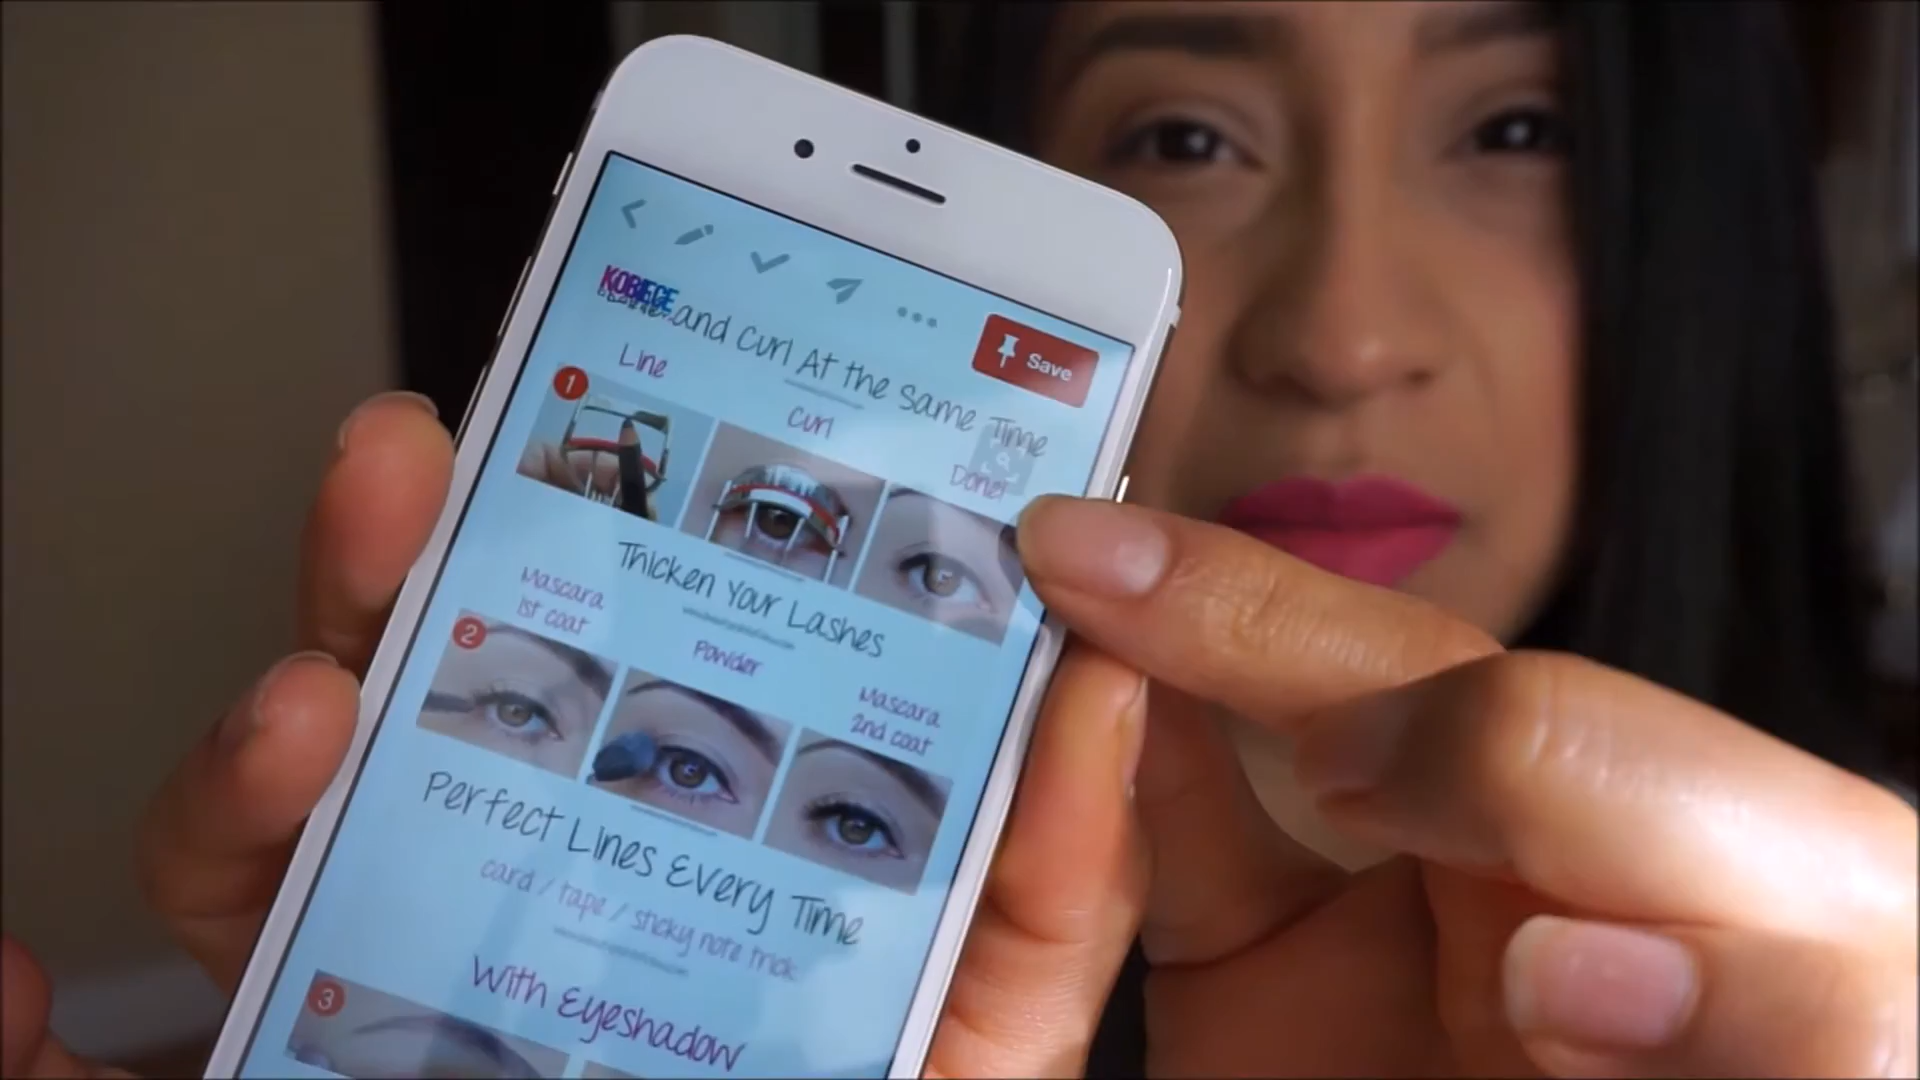 KOBIECE
and Curl At the Same Time
Save
1
Line
Curl
Done!
Thicken Your Lashes
2
Mascara
1st coat
Powder
Mascara
2nd coat
Perfect Lines Every Time
card / tape / sticky note trick
With Eyeshadow
3